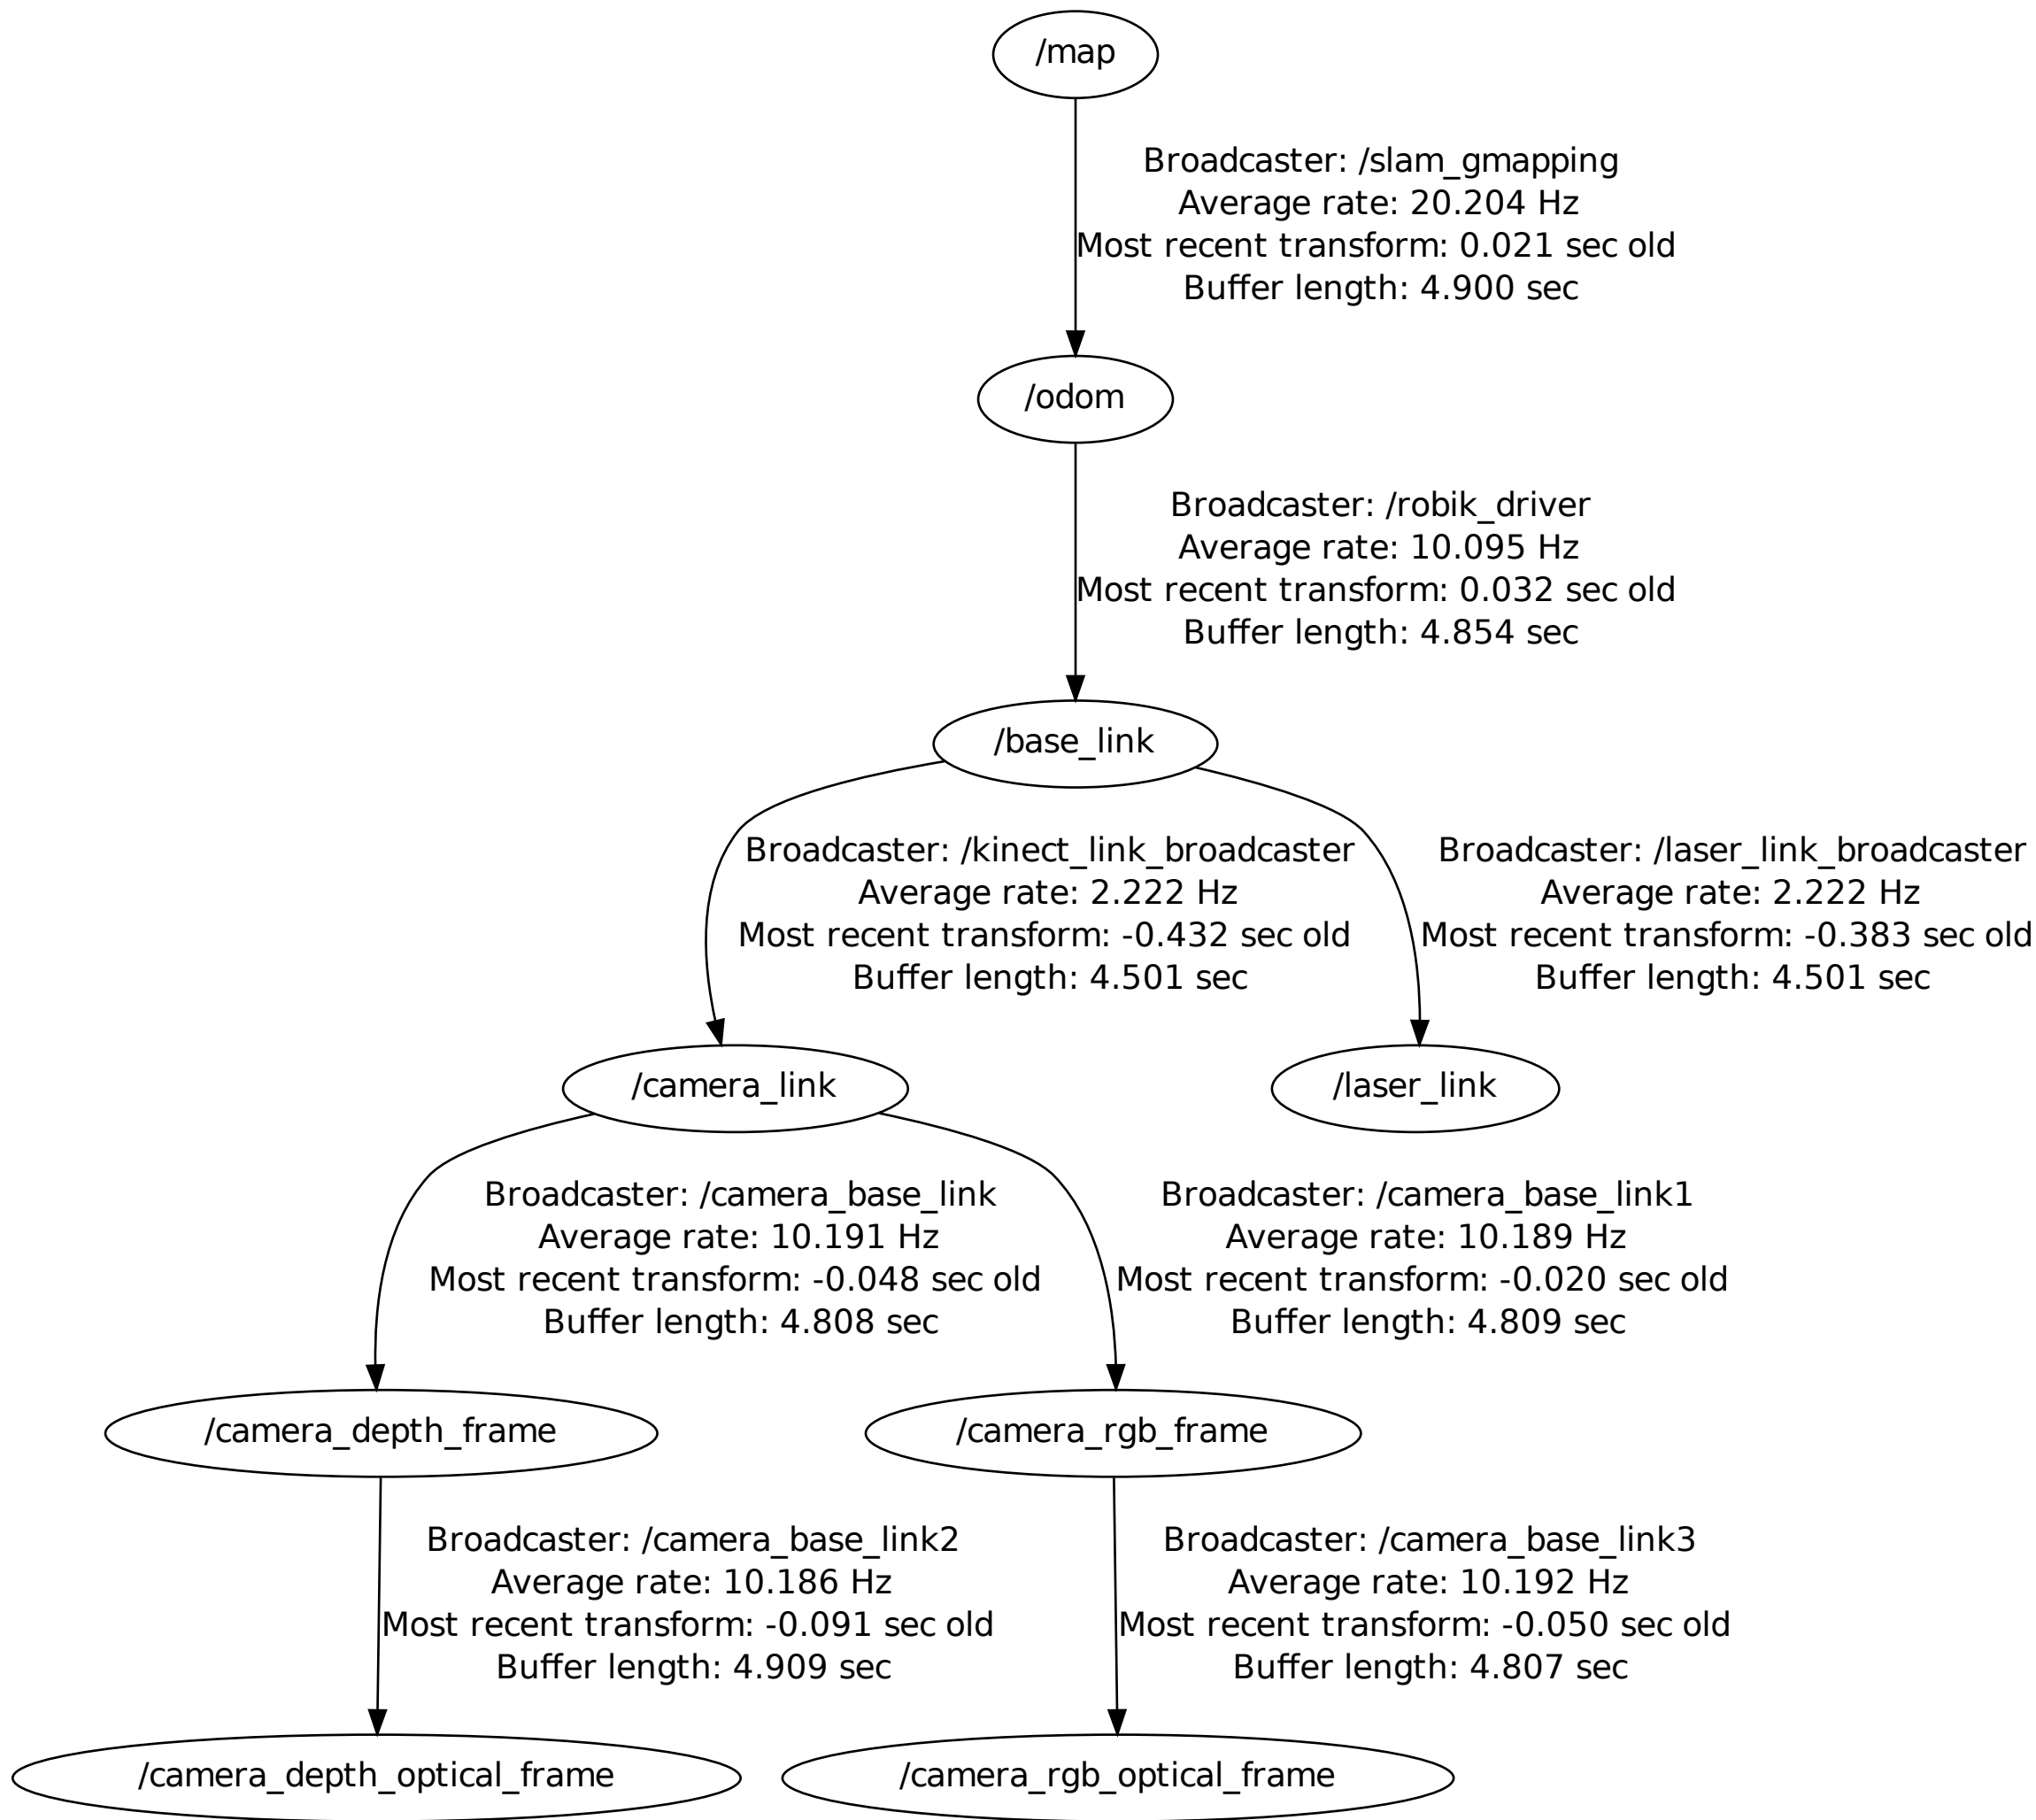 /map
Broadcaster: /slam_gmapping
Average rate: 20.204 Hz
Most recent transform: 0.021 sec old
Buffer length: 4.900 sec
/odom
Broadcaster: /robik_driver
Average rate: 10.095 Hz
Most recent transform: 0.032 sec old
Buffer length: 4.854 sec
/base_link
Broadcaster: /kinect_link_broadcaster
Average rate: 2.222 Hz
Most recent transform: -0.432 sec old
Buffer length: 4.501 sec
Broadcaster: /laser_link_broadcaster
Average rate: 2.222 Hz
Most recent transform: -0.383 sec old
Buffer length: 4.501 sec
/camera_link
/laser_link
Broadcaster: /camera_base_link
Average rate: 10.191 Hz
Most recent transform: -0.048 sec old
Buffer length: 4.808 sec
Broadcaster: /camera_base_link1
Average rate: 10.189 Hz
Most recent transform: -0.020 sec old
Buffer length: 4.809 sec
/camera_depth_frame
/camera_rgb_frame
Broadcaster: /camera_base_link2
Average rate: 10.186 Hz
Most recent transform: -0.091 sec old
Buffer length: 4.909 sec
Broadcaster: /camera_base_link3
Average rate: 10.192 Hz
Most recent transform: -0.050 sec old
Buffer length: 4.807 sec
/camera_depth_optical_frame
/camera_rgb_optical_frame